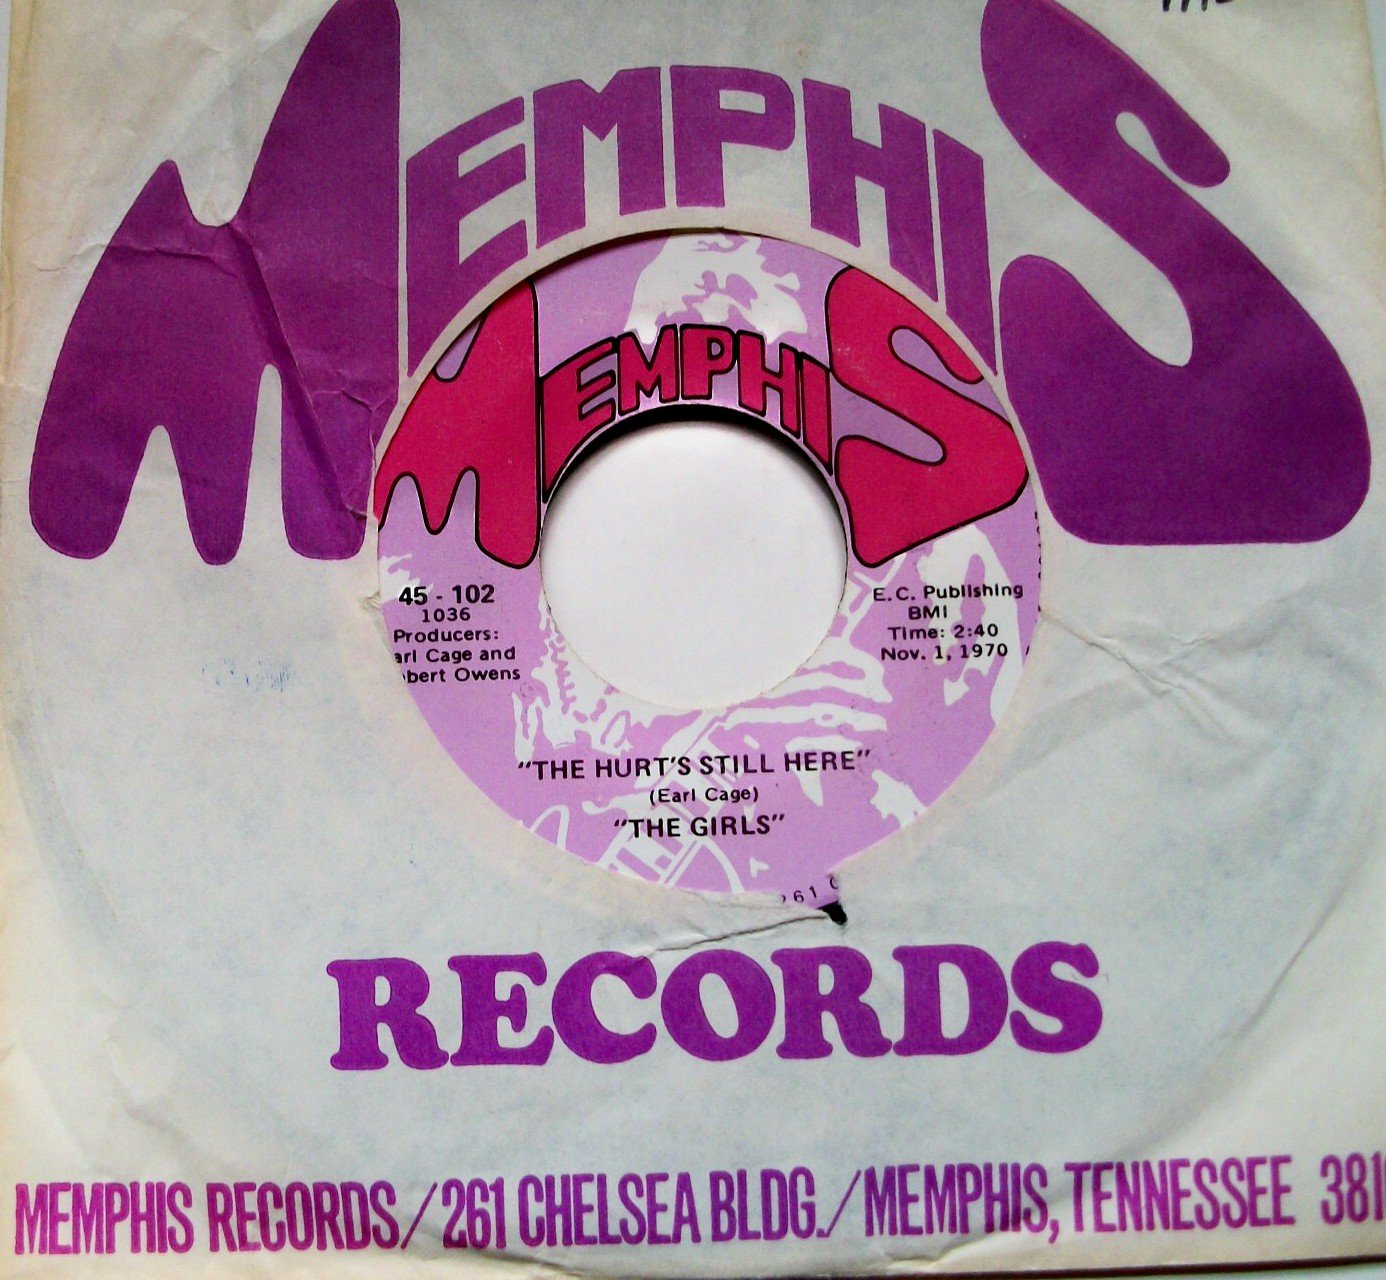 MEMPHIS
MEMPHIS
45 - 102
1036
Producers:
arl Cage and
bert Owens
E.C. Publishing
BMI
Time: 2:40
Nov. 1, 1970
"THE HURT'S STILL HERE"
(Earl Cage)
"THE GIRLS"
261
RECORDS
MEMPHIS RECORDS/261 CHELSEA BLDG./MEMPHIS, TENNESSEE 381